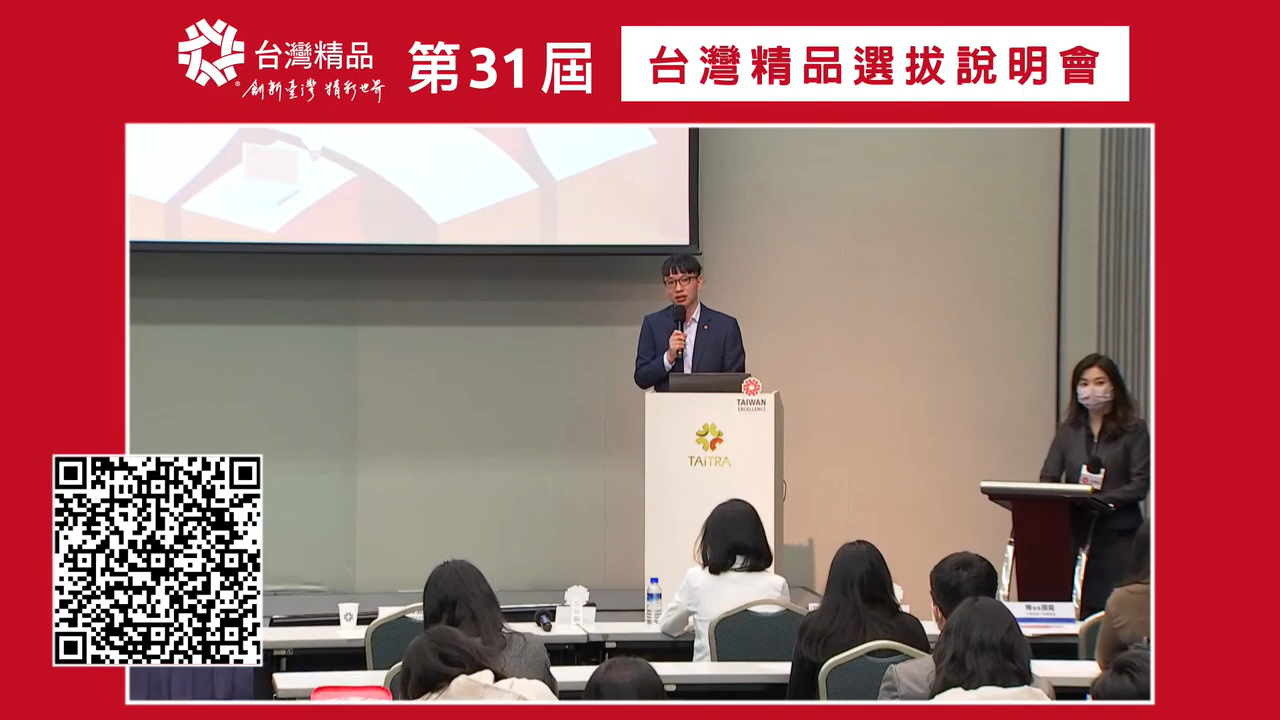 台灣精品
創新臺灣 精彩世界
第31屆
台灣精品選拔說明會
TAIWAN
EXCELLENCE
TAITRA